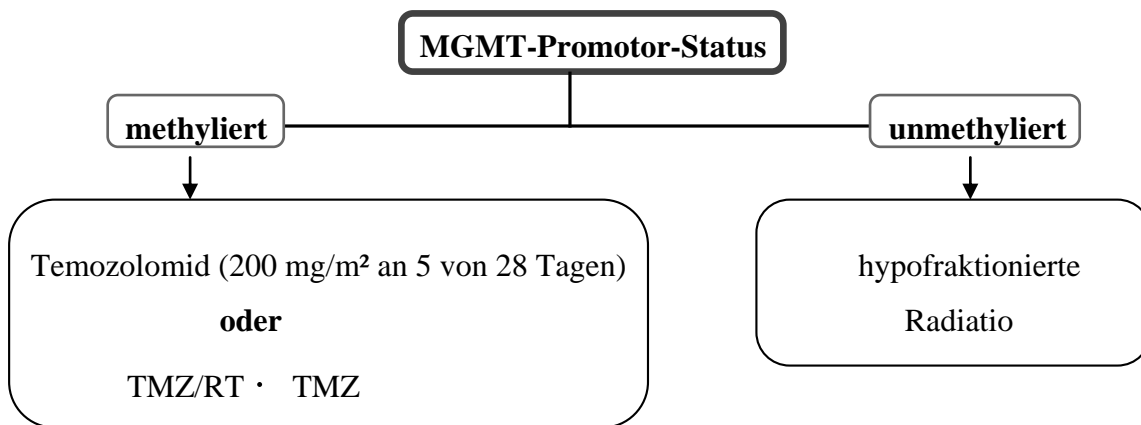 MGMT-Promotor-Status
methyliert
unmethyliert
Temozolomid (200 mg/m² an 5 von 28 Tagen)
oder
TMZ/RT · TMZ
hypofraktionierte
Radiatio